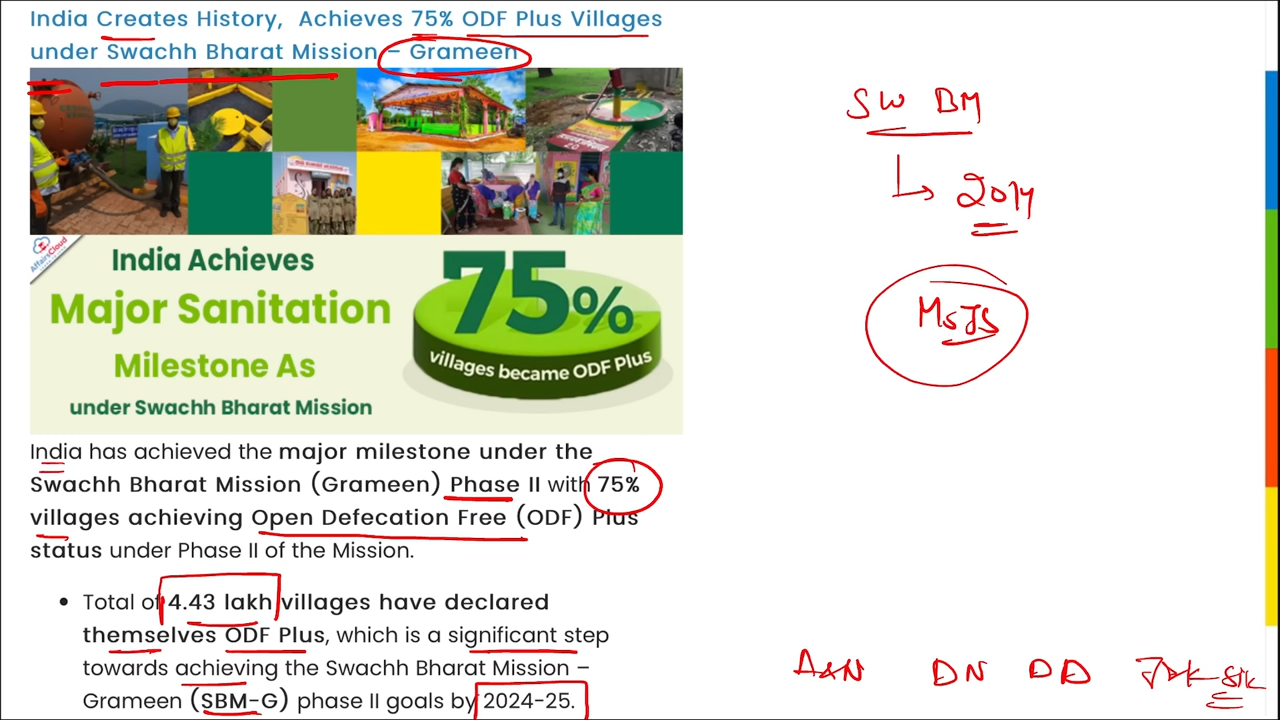 India Creates History, Achieves 75% ODF Plus Villages
under Swachh Bharat Mission – Grameen
AffairsCloud
India Achieves
Major Sanitation
Milestone As
under Swachh Bharat Mission
75%
villages became ODF Plus
India has achieved the major milestone under the
Swachh Bharat Mission (Grameen) Phase II with 75%
villages achieving Open Defecation Free (ODF) Plus
status under Phase II of the Mission.
• Total of 4.43 lakh villages have declared
themselves ODF Plus, which is a significant step
towards achieving the Swachh Bharat Mission –
Grameen (SBM-G) phase II goals by 2024-25.
SW BM
2014
MsJS
A&N DN DD J&K Sik